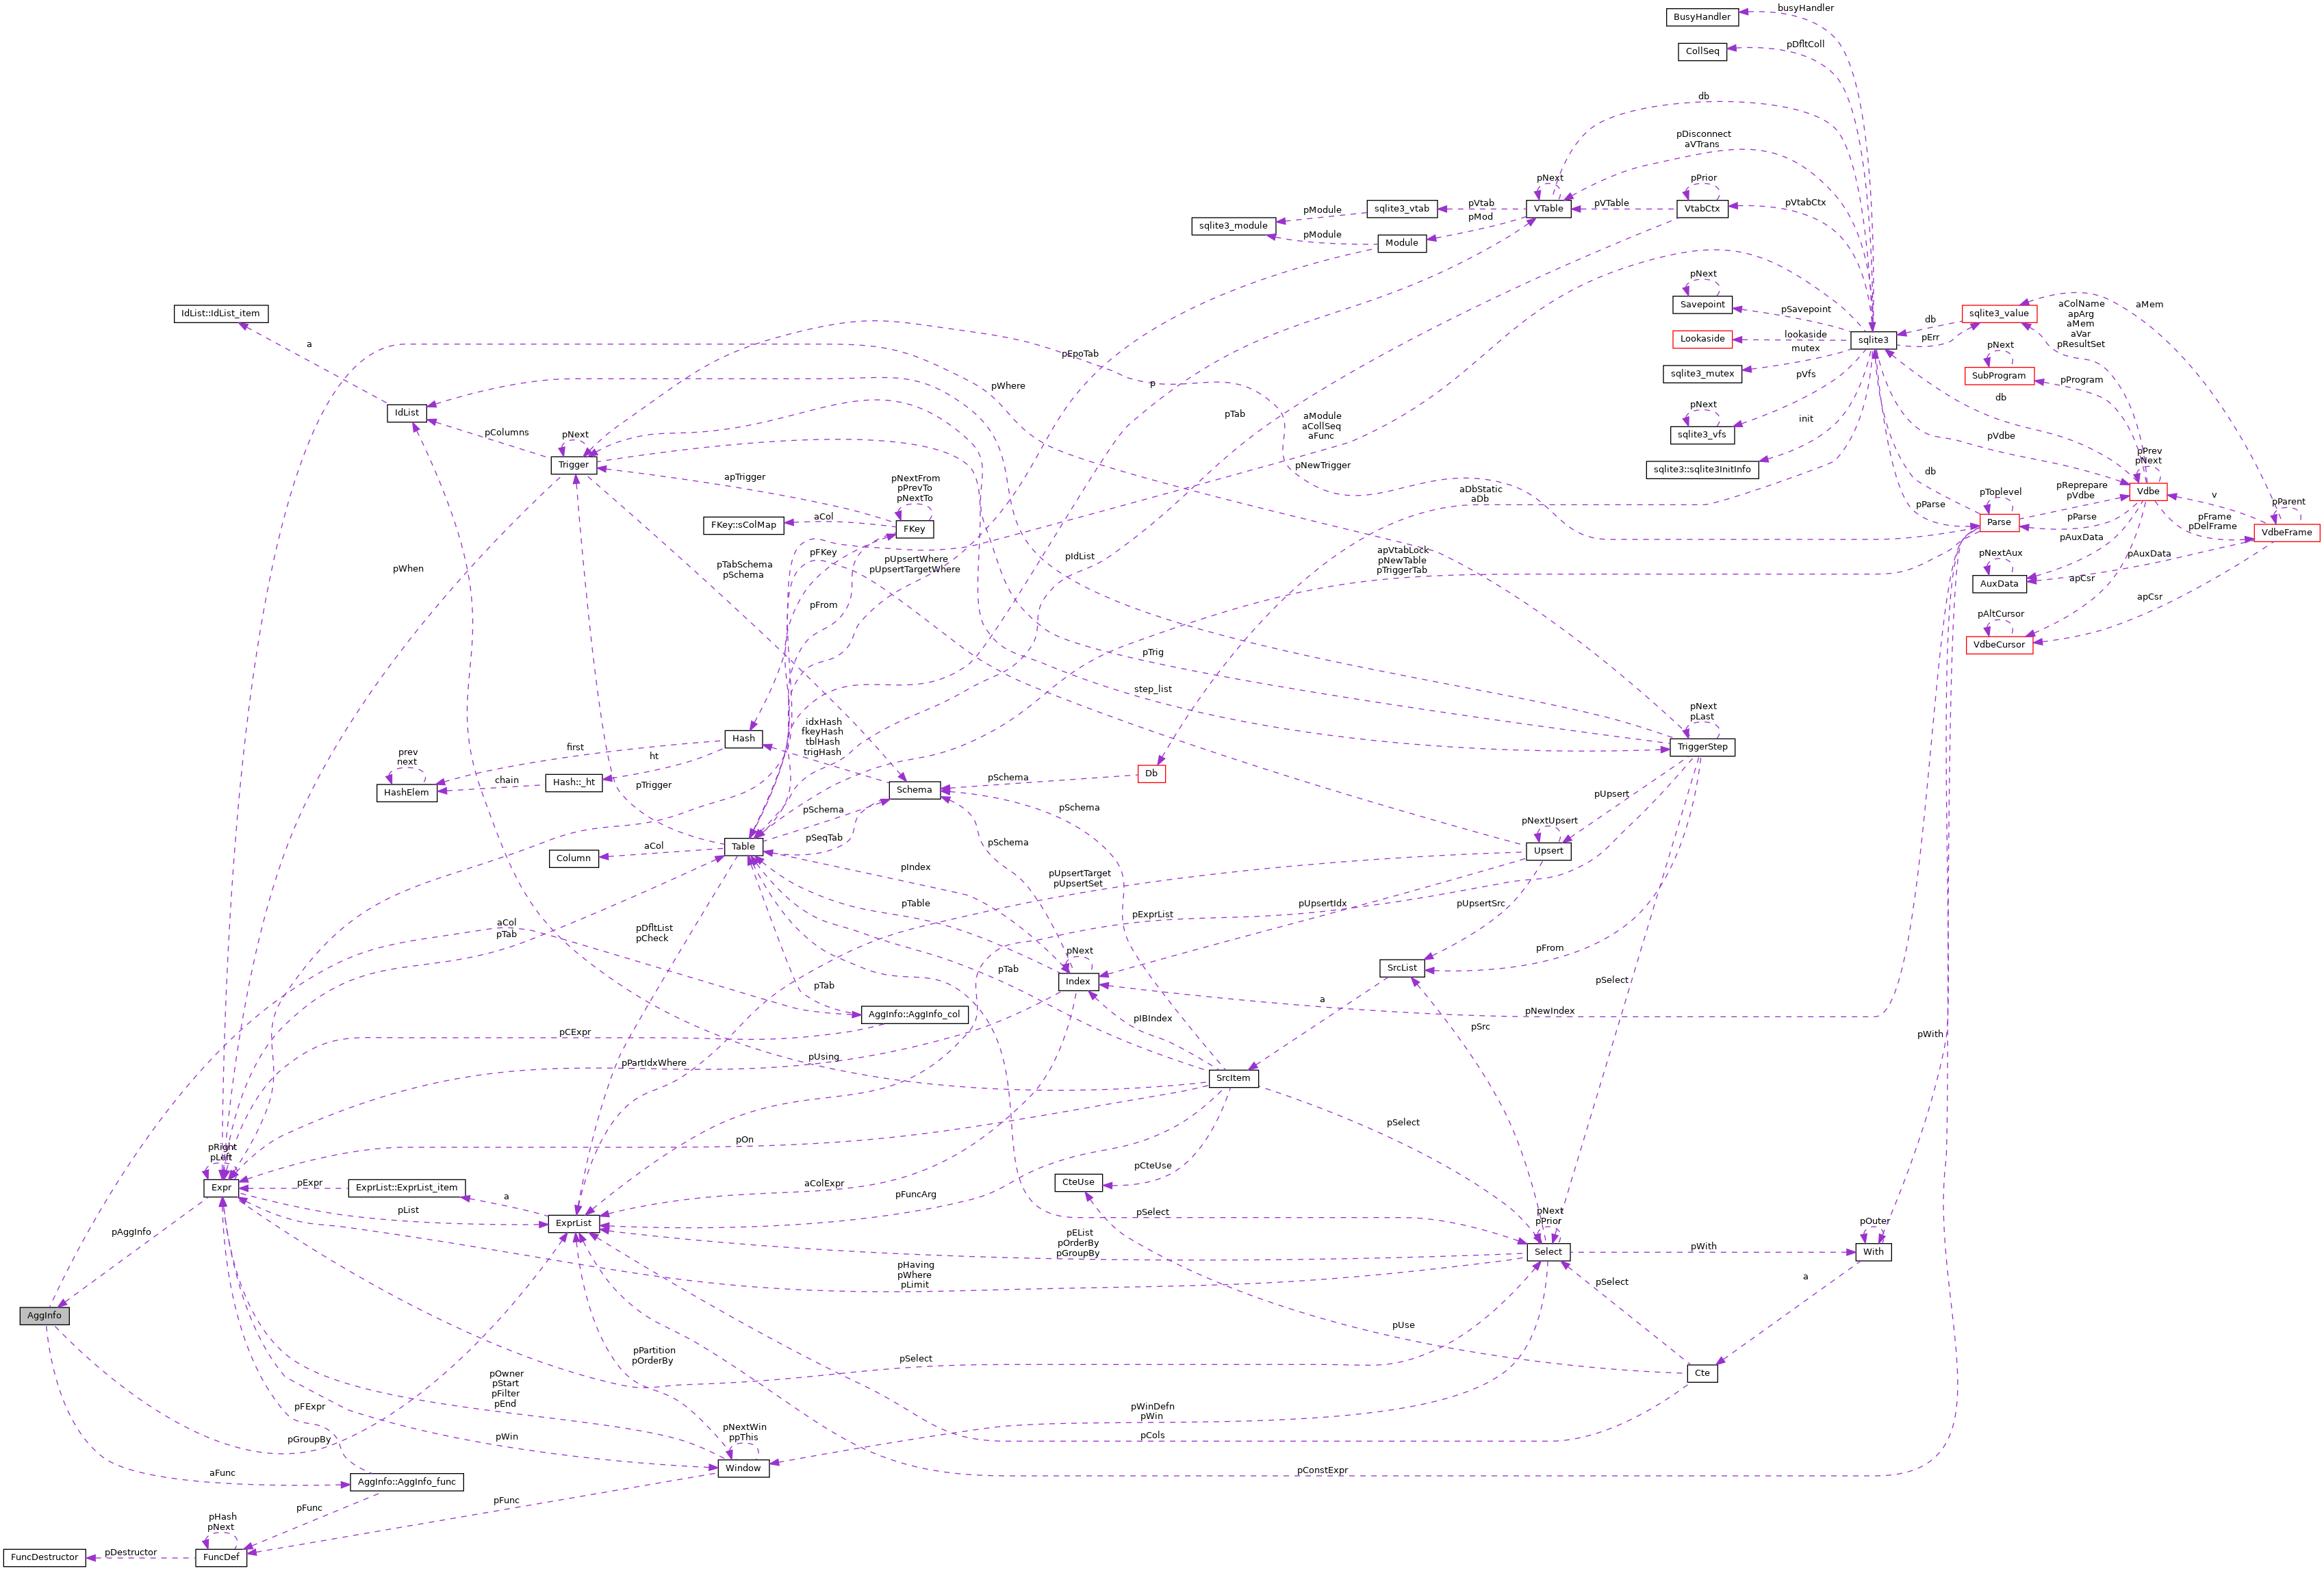 busyHandler
BusyHandler
pDfltColl
CollSeq
db
pDisconnect
aVTrans
pNext
pPrior
sqlite3_vtab
pVtab
VTable
pVTable
VtabCtx
pVtabCtx
pModule
sqlite3_module
pMod
pModule
Module
pNext
Savepoint
pSavepoint
IdList::IdList_item
aMem
aColName
apArg
aMem
aVar
pResultSet
sqlite3_value
db
pErr
sqlite3
Lookaside
lookaside
mutex
sqlite3_mutex
a
pEpoTab
pNext
SubProgram
pVfs
pProgram
pWhere
p
db
pNext
sqlite3_vfs
IdList
pTab
aModule
aCollSeq
aFunc
init
pColumns
pNext
pVdbe
pPrev
pNext
Trigger
pNewTrigger
sqlite3::sqlite3InitInfo
db
apTrigger
pNextFrom
pPrevTo
pNextTo
aDbStatic
aDb
pReprepare
pVdbe
Vdbe
pToplevel
v
pParent
pParse
FKey::sColMap
aCol
FKey
Parse
pParse
pFrame
pDelFrame
VdbeFrame
pAuxData
pFKey
pUpsertWhere
pUpsertTargetWhere
pIdList
apVtabLock
pNewTable
pTriggerTab
pNextAux
pAuxData
pWhen
pTabSchema
pSchema
AuxData
apCsr
apCsr
pFrom
pAltCursor
VdbeCursor
pTrig
step_list
pNext
pLast
idxHash
fkeyHash
tblHash
trigHash
Hash
first
TriggerStep
prev
next
ht
Db
chain
Hash::_ht
HashElem
pTrigger
Schema
pSchema
pUpsert
pSchema
pSchema
pNextUpsert
pSeqTab
pSchema
aCol
Table
Upsert
Column
pIndex
pUpsertTarget
pUpsertSet
pTable
pUpsertIdx
pUpsertSrc
pExprList
aCol
pTab
pDfltList
pCheck
pNext
pFrom
pTab
SrcList
Index
pTab
pSelect
a
AggInfo::AggInfo_col
pIBIndex
pNewIndex
pSrc
pCExpr
pWith
pUsing
pPartIdxWhere
SrcItem
pSelect
pOn
pRight
pLeft
pCteUse
Expr
pExpr
ExprList::ExprList_item
aColExpr
CteUse
a
pFuncArg
pList
ExprList
pSelect
pNext
pPrior
pOuter
pAggInfo
pEList
pOrderBy
pGroupBy
Select
pWith
With
pHaving
pWhere
pLimit
pSelect
a
AggInfo
pUse
pPartition
pOrderBy
pSelect
Cte
pOwner
pStart
pFilter
pEnd
pFExpr
pWinDefn
pWin
pNextWin
ppThis
pGroupBy
pWin
pCols
aFunc
Window
pConstExpr
AggInfo::AggInfo_func
pFunc
pFunc
pHash
pNext
FuncDestructor
pDestructor
FuncDef